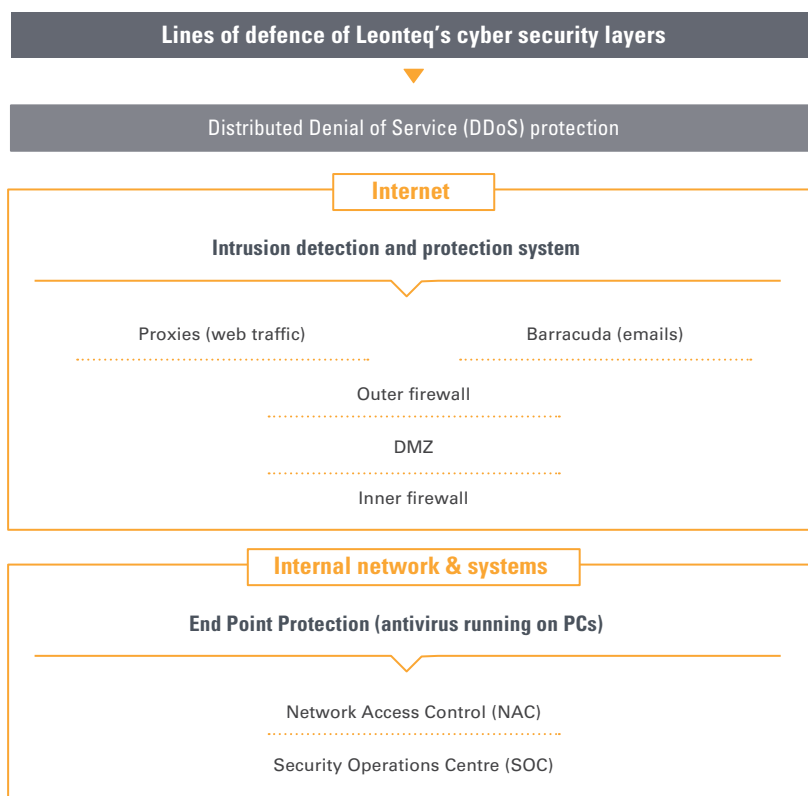 Lines of defence of Leonteq's cyber security layers
Distributed Denial of Service (DDoS) protection
Internet
Intrusion detection and protection system
Proxies (web traffic)
Barracuda (emails)
Outer firewall
DMZ
Inner firewall
Internal network & systems
End Point Protection (antivirus running on PCs)
Network Access Control (NAC)
Security Operations Centre (SOC)